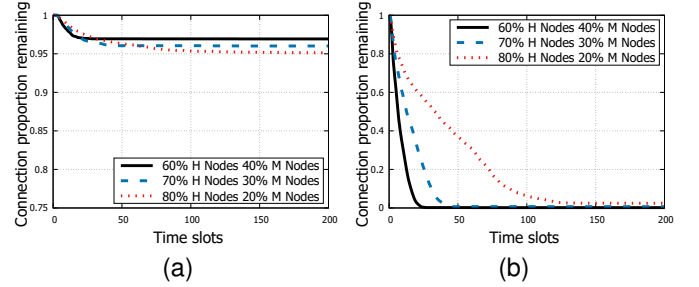 Connection proportion remaining
1
0.95
0.9
0.85
0.8
0.75
0
50
100
150
200
60% H Nodes 40% M Nodes
70% H Nodes 30% M Nodes
80% H Nodes 20% M Nodes
Time slots
(a)
Connection proportion remaining
1
0.8
0.6
0.4
0.2
0
0
50
100
150
200
60% H Nodes 40% M Nodes
70% H Nodes 30% M Nodes
80% H Nodes 20% M Nodes
Time slots
(b)